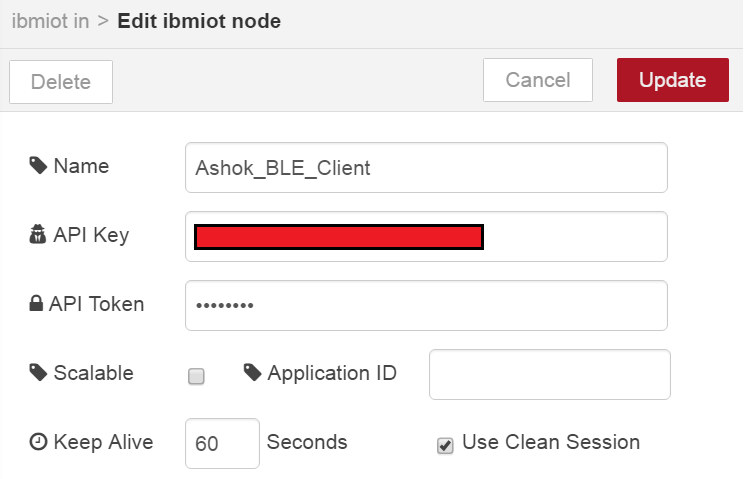 ibmiot in > Edit ibmiot node
Delete Cancel Update
Name Ashok_BLE_Client
API Key
API Token ••••••••
Scalable Application ID
Keep Alive 60 Seconds Use Clean Session